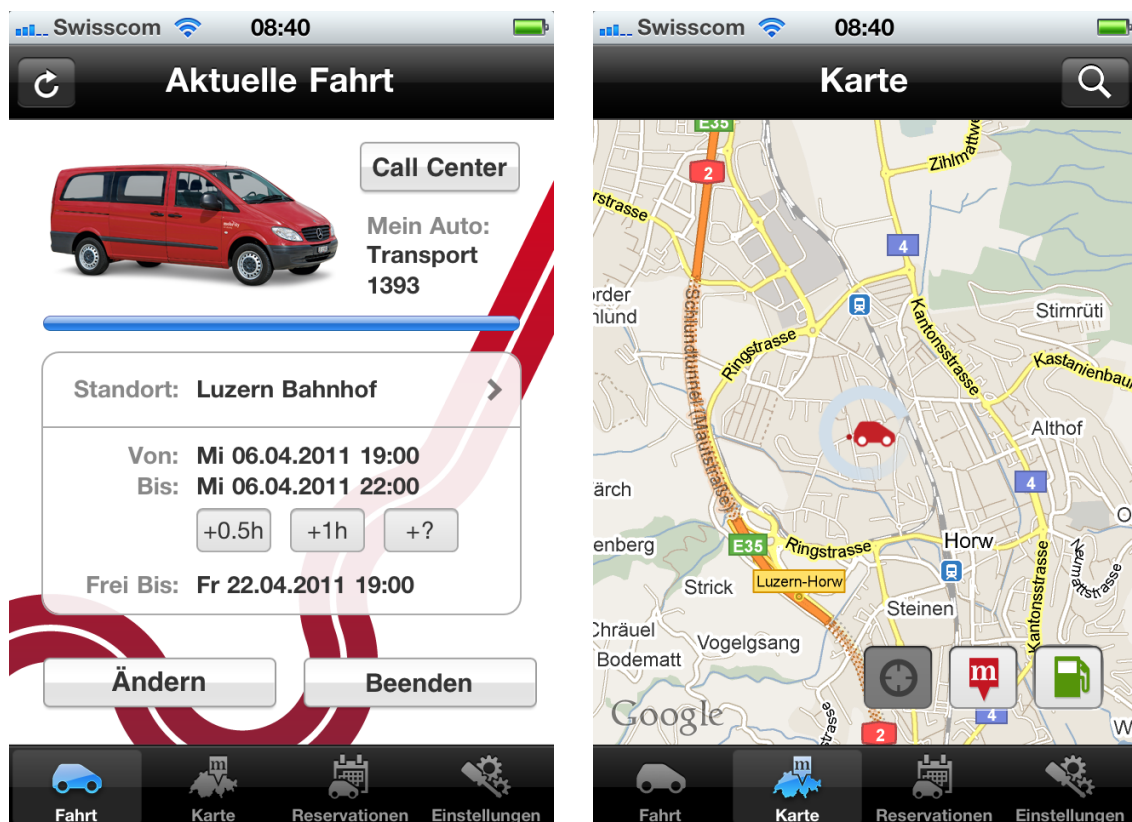 Swisscom 08:40
Aktuelle Fahrt
Call Center
Mein Auto:
Transport
1393
Standort: Luzern Bahnhof
Von: Mi 06.04.2011 19:00
Bis: Mi 06.04.2011 22:00
+0.5h +1h +?
Frei Bis: Fr 22.04.2011 19:00
Ändern Beenden
m
Fahrt Karte Reservationen Einstellungen
Swisscom 08:40
Karte
E35
Zihlmattw
2
rstrasse
4
order
hlund
Stirnrüti
Schlundtunnel (Mautstraße)
Ringstrasse
Kantonsstrasse
Kastanienbau
Althof
4
ärch
O
enberg
E35
Ringstrasse
Horw
Luzern-Horw
Strick
Steinen
Kantonsstrasse
Chräuel
Bodematt
Vogelgsang
m
Google
strasse
2
4
W
m
Fahrt Karte Reservationen Einstellungen